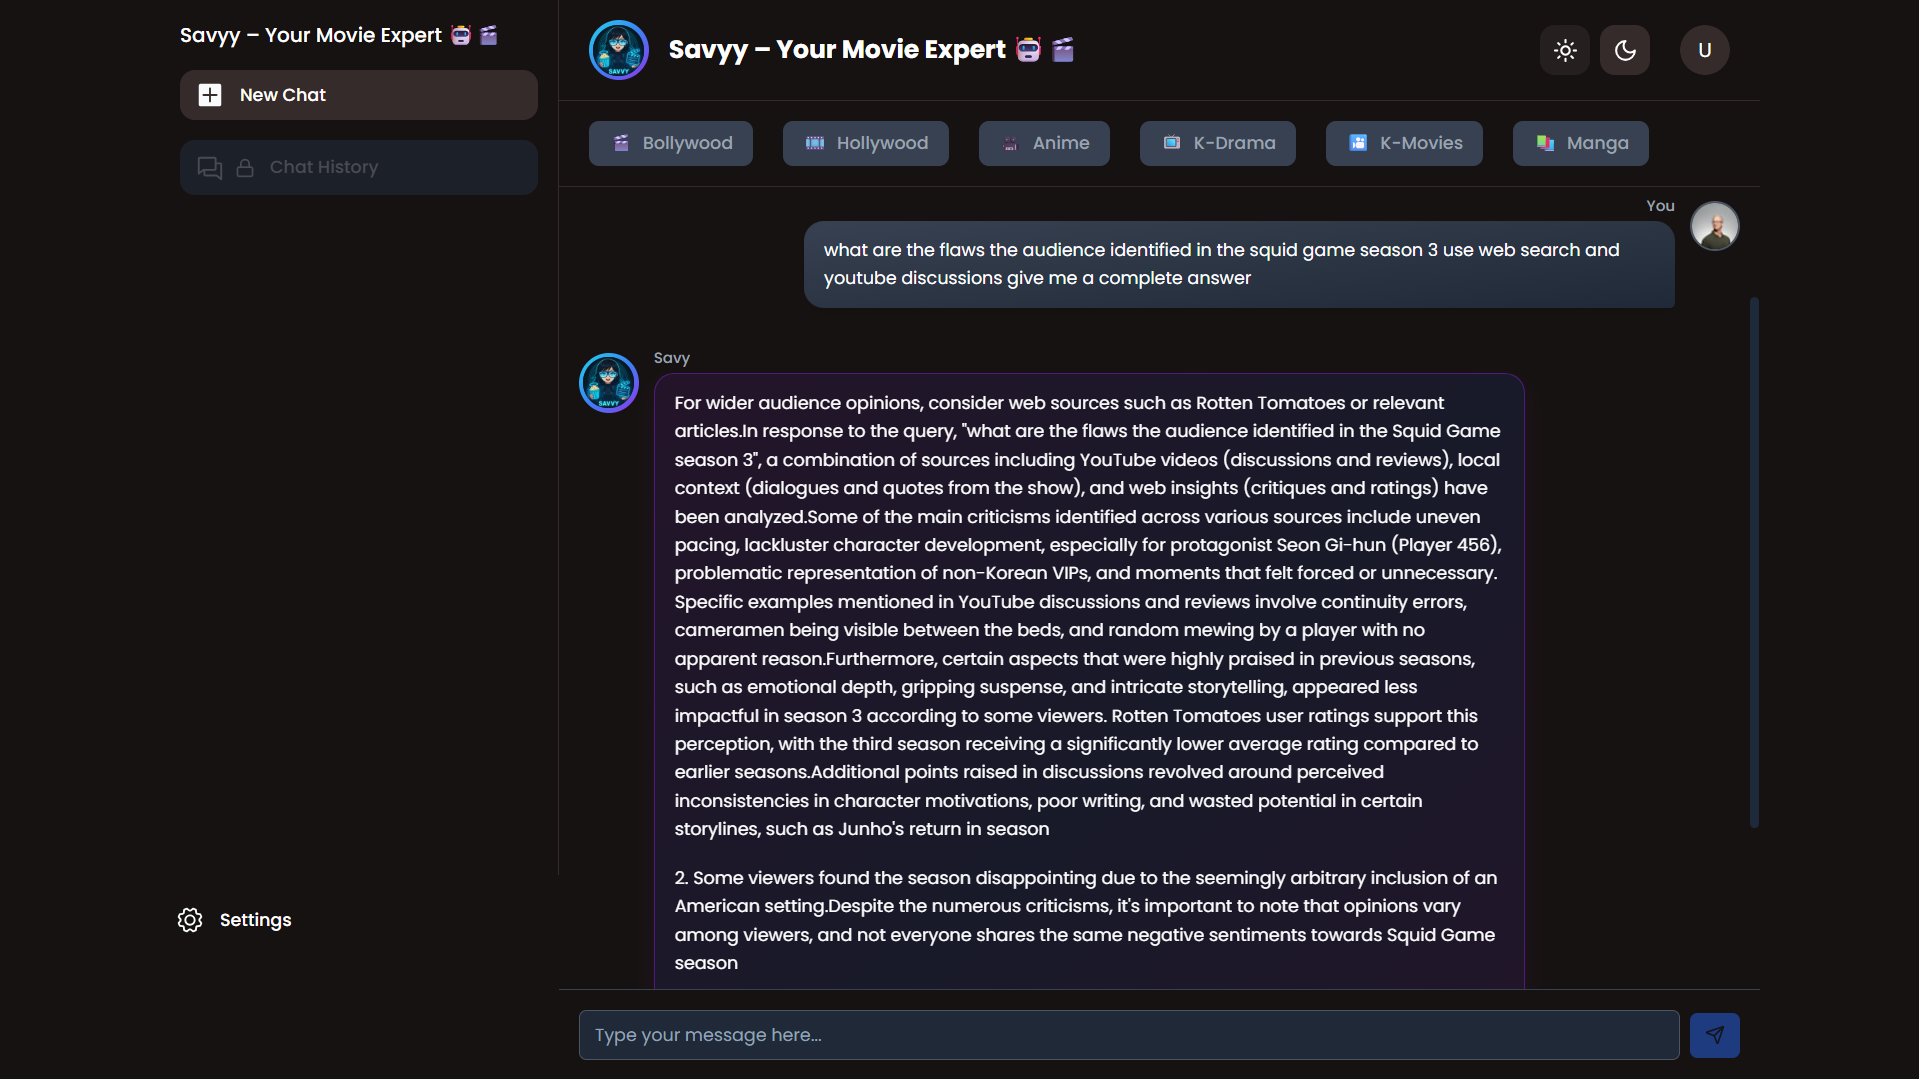 Savyy – Your Movie Expert 🤖 🎬
New Chat
Chat History
Settings
SAVVY
Savyy – Your Movie Expert 🤖 🎬
U
Bollywood
Hollywood
Anime
K-Drama
K-Movies
Manga
You
what are the flaws the audience identified in the squid game season 3 use web search and
youtube discussions give me a complete answer
Savy
SAVVY
For wider audience opinions, consider web sources such as Rotten Tomatoes or relevant
articles.In response to the query, "what are the flaws the audience identified in the Squid Game
season 3", a combination of sources including YouTube videos (discussions and reviews), local
context (dialogues and quotes from the show), and web insights (critiques and ratings) have
been analyzed.Some of the main criticisms identified across various sources include uneven
pacing, lackluster character development, especially for protagonist Seon Gi-hun (Player 456),
problematic representation of non-Korean VIPs, and moments that felt forced or unnecessary.
Specific examples mentioned in YouTube discussions and reviews involve continuity errors,
cameramen being visible between the beds, and random mewing by a player with no
apparent reason.Furthermore, certain aspects that were highly praised in previous seasons,
such as emotional depth, gripping suspense, and intricate storytelling, appeared less
impactful in season 3 according to some viewers. Rotten Tomatoes user ratings support this
perception, with the third season receiving a significantly lower average rating compared to
earlier seasons.Additional points raised in discussions revolved around perceived
inconsistencies in character motivations, poor writing, and wasted potential in certain
storylines, such as Junho's return in season
2. Some viewers found the season disappointing due to the seemingly arbitrary inclusion of an
American setting.Despite the numerous criticisms, it's important to note that opinions vary
among viewers, and not everyone shares the same negative sentiments towards Squid Game
season
Type your message here...